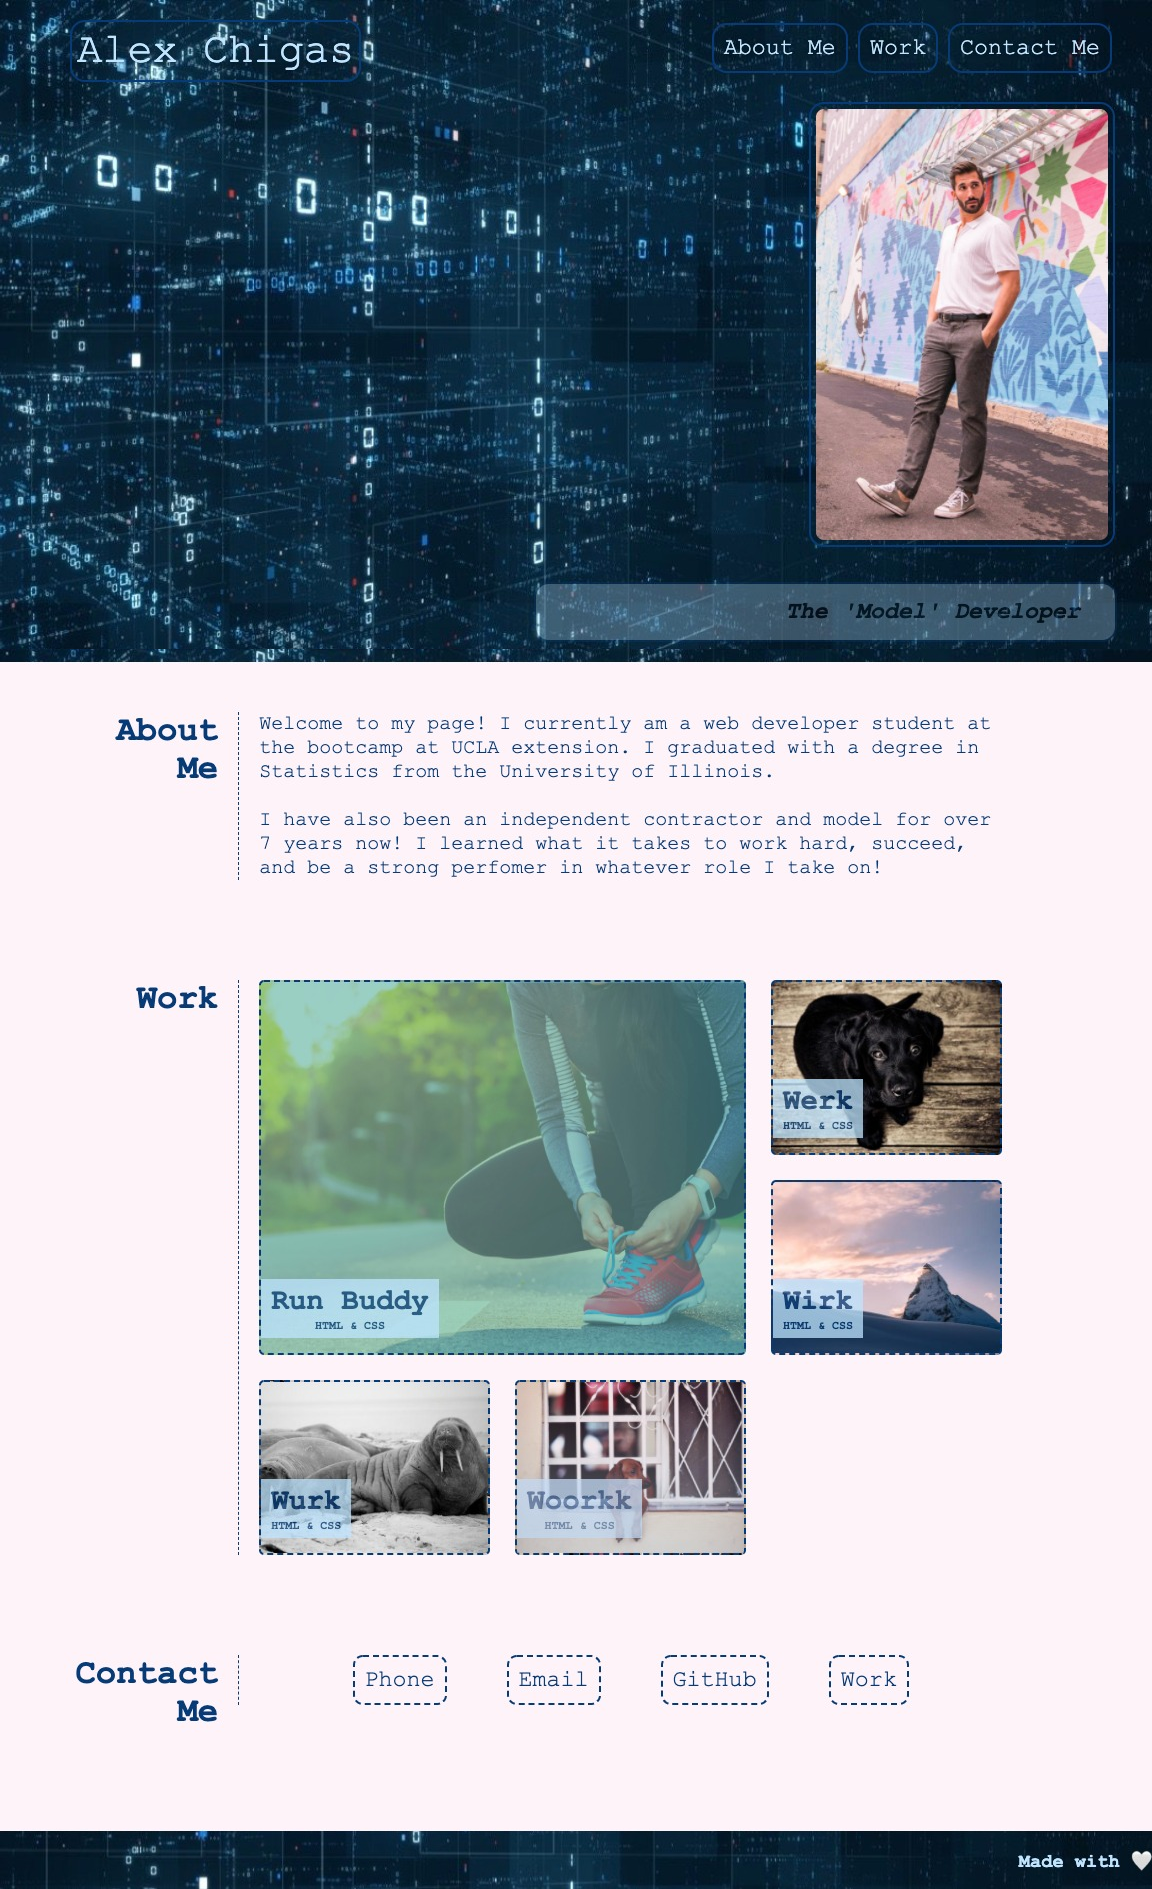 Alex Chigas
About Me
Work
Contact Me
The 'Model' Developer
About
Me
Welcome to my page! I currently am a web developer student at
the bootcamp at UCLA extension. I graduated with a degree in
Statistics from the University of Illinois.
I have also been an independent contractor and model for over
7 years now! I learned what it takes to work hard, succeed,
and be a strong perfomer in whatever role I take on!
Work
Run Buddy
HTML & CSS
Werk
HTML & CSS
Wirk
HTML & CSS
Wurk
HTML & CSS
Woorkk
HTML & CSS
Contact
Me
Phone
Email
GitHub
Work
Made with 🤍